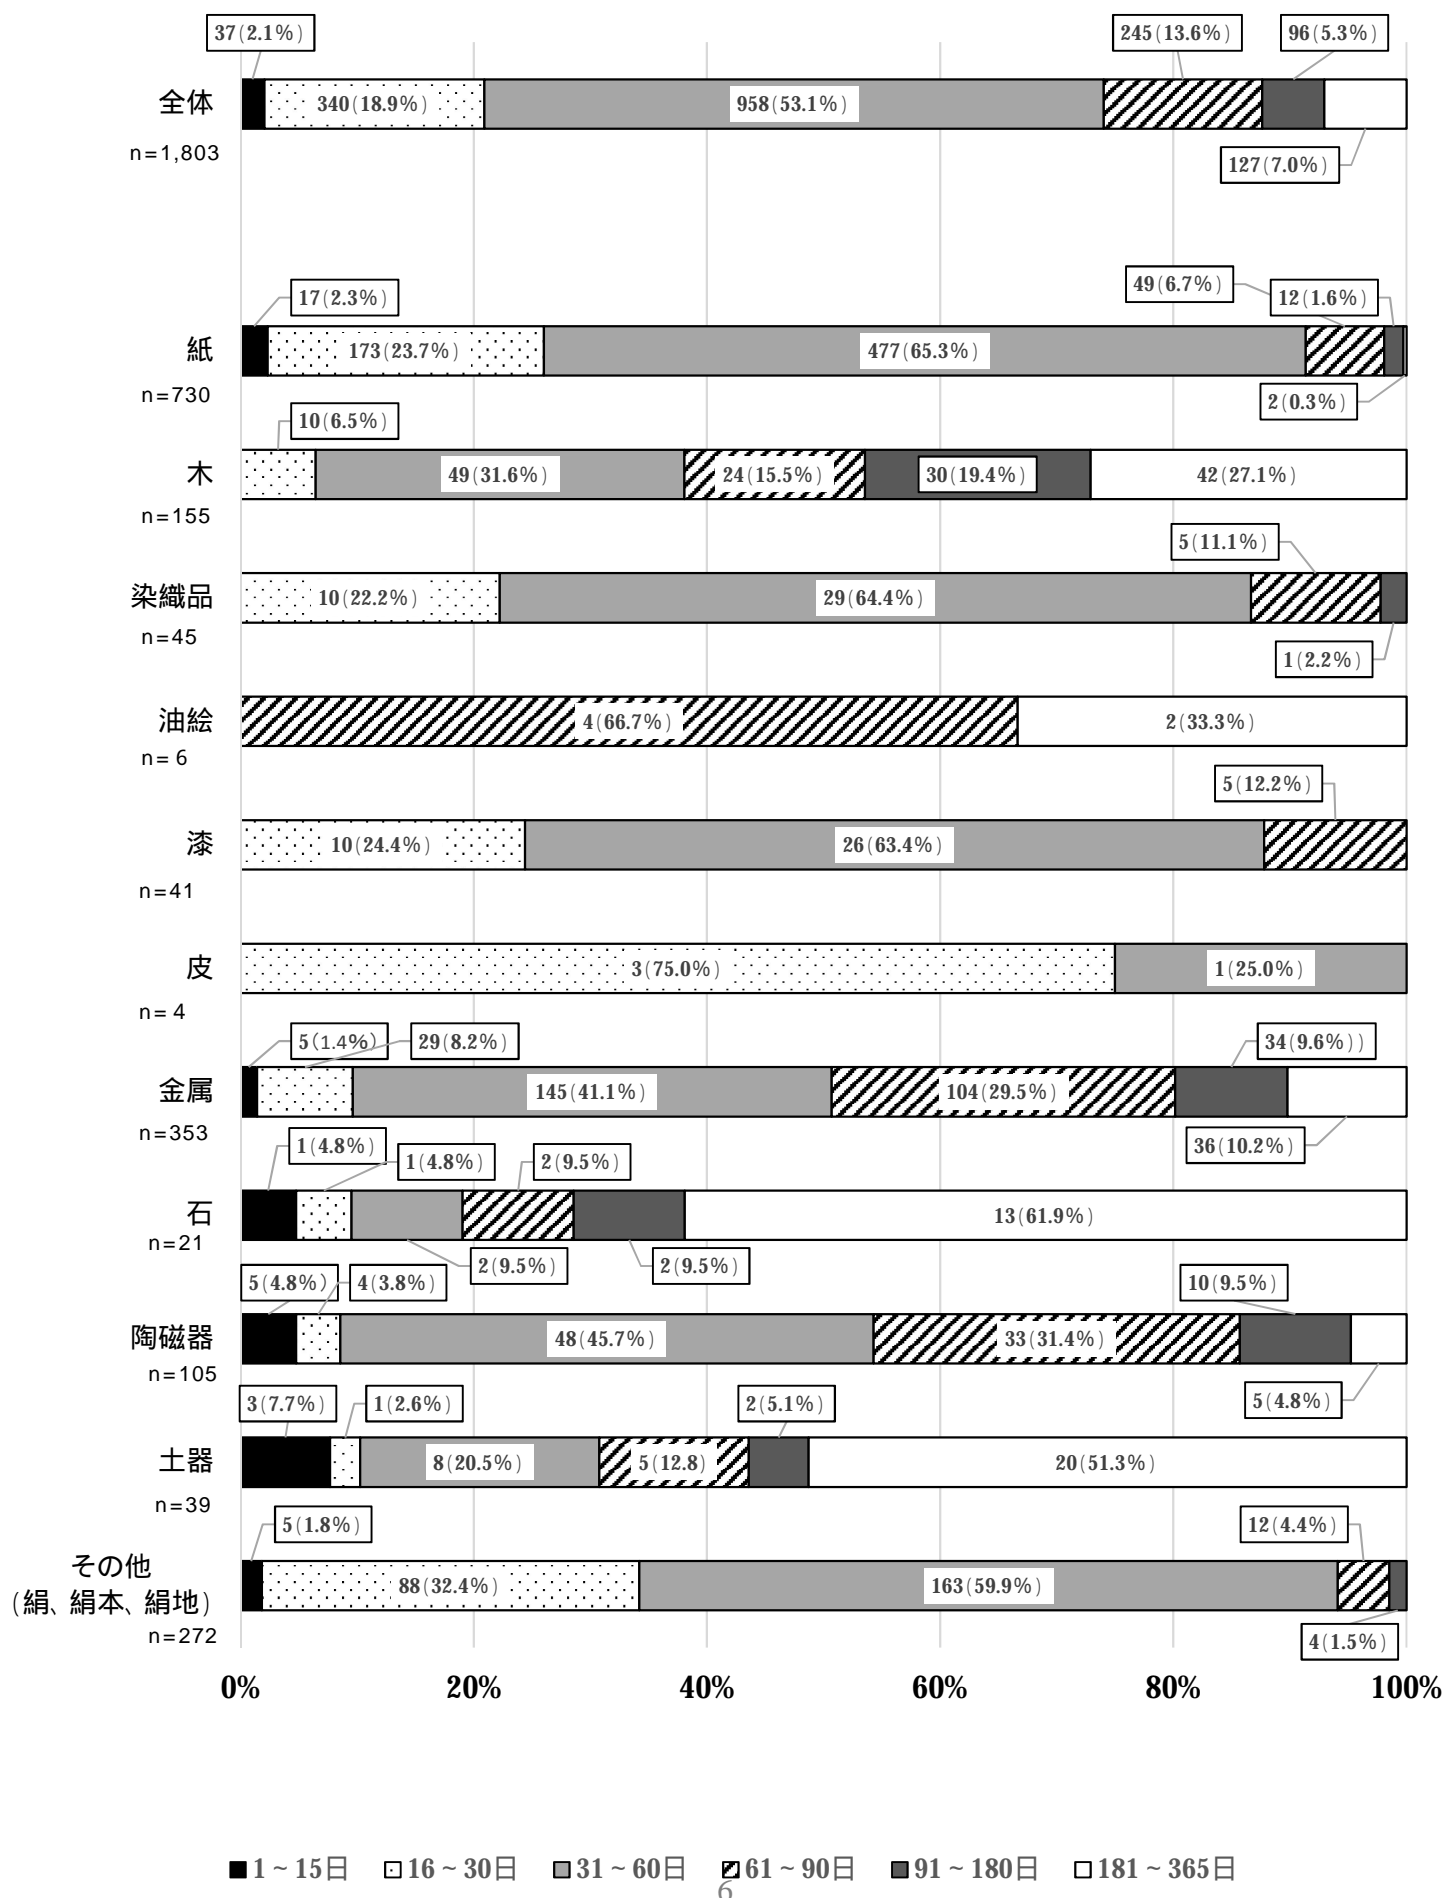 37(2.1%)
245(13.6%)
96(5.3%)
全体
340(18.9%)
958(53.1%)
n=1,803
127(7.0%)
49(6.7%)
17(2.3%)
12(1.6%)
紙
173(23.7%)
477(65.3%)
n=730
2(0.3%)
10(6.5%)
木
49(31.6%)
24(15.5%)
30(19.4%)
42(27.1%)
n=155
5(11.1%)
染織品
10(22.2%)
29(64.4%)
n=45
1(2.2%)
油絵
4(66.7%)
2(33.3%)
n= 6
5(12.2%)
漆
10(24.4%)
26(63.4%)
n=41
皮
3(75.0%)
1(25.0%)
n= 4
5(1.4%)
29(8.2%)
34(9.6%))
金属
145(41.1%)
104(29.5%)
n=353
36(10.2%)
1(4.8%)
1(4.8%)
2(9.5%)
石
13(61.9%)
n=21
2(9.5%)
2(9.5%)
5(4.8%)
4(3.8%)
10(9.5%)
陶磁器
48(45.7%)
33(31.4%)
n=105
5(4.8%)
3(7.7%)
1(2.6%)
2(5.1%)
土器
8(20.5%)
5(12.8)
20(51.3%)
n=39
5(1.8%)
12(4.4%)
その他
(絹、絹本、絹地)
88(32.4%)
163(59.9%)
n=272
4(1.5%)
0%
20%
40%
60%
80%
100%
1～15日
16～30日
31～60日
61～90日
91～180日
181～365日
6